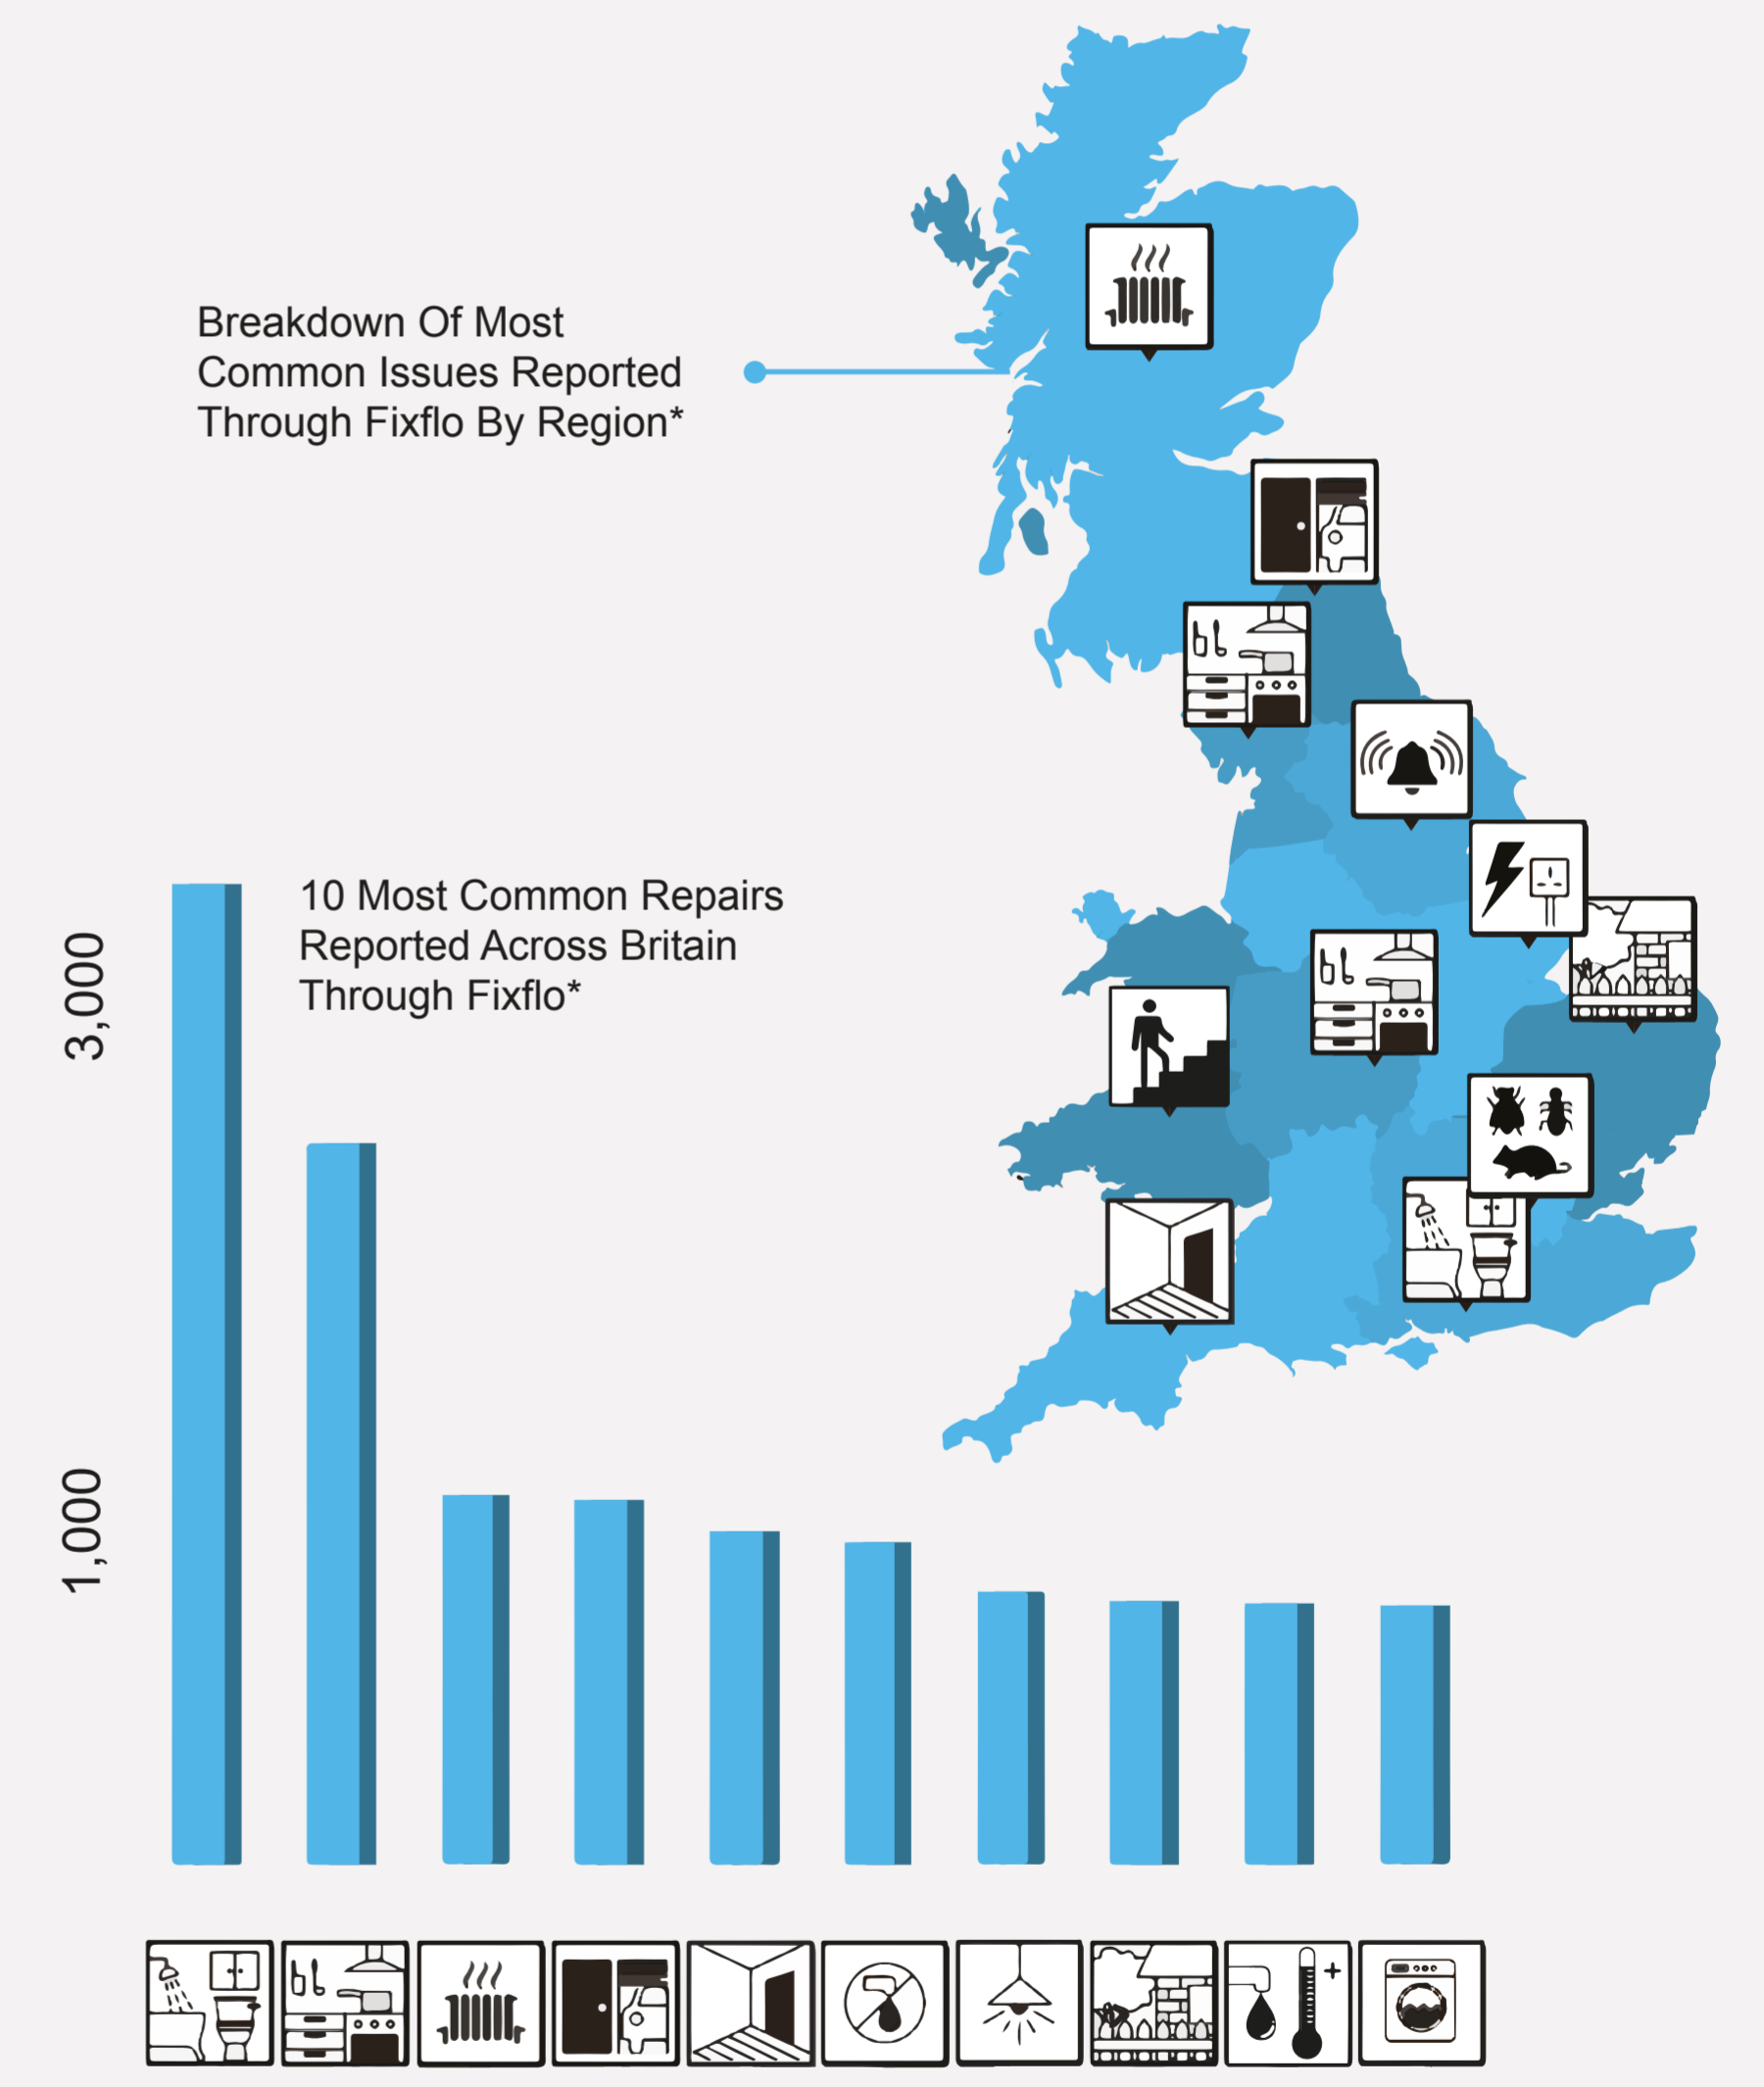 Breakdown Of Most
Common Issues Reported
Through Fixflo By Region*
10 Most Common Repairs
Reported Across Britain
Through Fixflo*
3,000
1,000